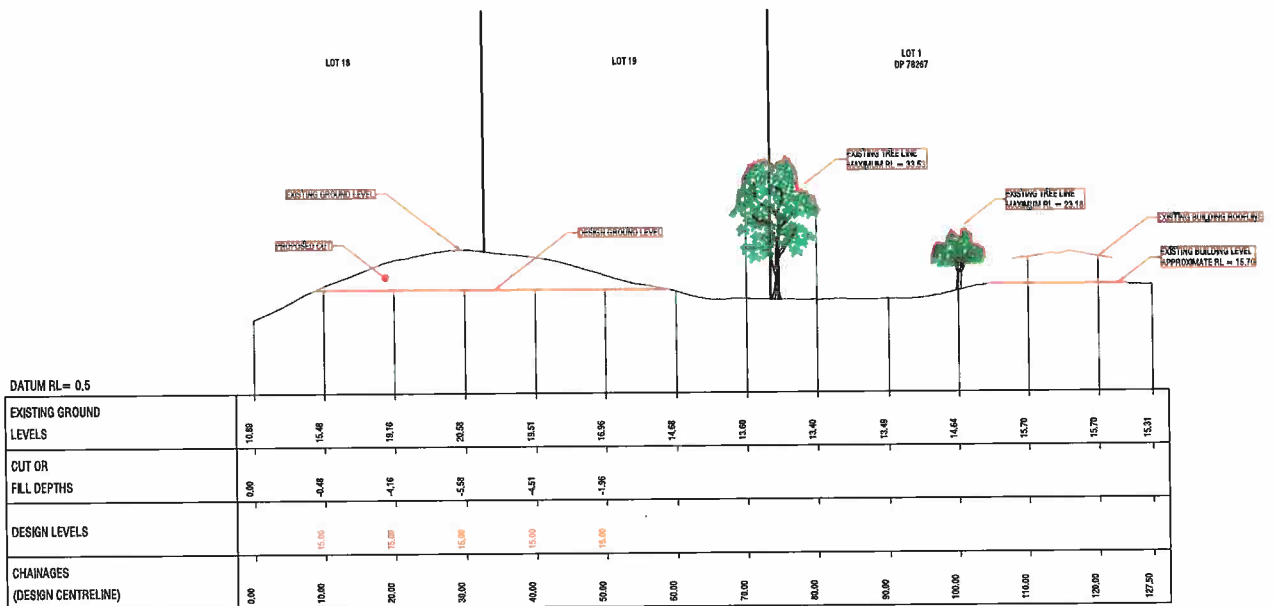 LOT 18
LOT 19
LOT 1
DP 78267
EXISTING TREE LINE
MAXIMUM RL = 33.53
EXISTING TREE LINE
MAXIMUM RL = 23.18
EXISTING GROUND LEVEL
EXISTING BUILDING ROOFLINE
DESIGN GROUND LEVEL
PROPOSED CUT
EXISTING BUILDING LEVEL
APPROXIMATE RL = 15.70
DATUM RL= 0.5
EXISTING GROUND
LEVELS
10.89 15.48 19.16 20.58 19.51 16.96 14.68 13.60 13.40 13.49 14.64 15.70 15.70 15.31
CUT OR
FILL DEPTHS
0.00 -0.48 -4.16 -5.58 -4.51 -1.96
DESIGN LEVELS
15.00 15.00 15.00 15.00 15.00
CHAINAGES
(DESIGN CENTRELINE)
0.00 10.00 20.00 30.00 40.00 50.00 60.00 70.00 80.00 90.00 100.00 110.00 120.00 127.50